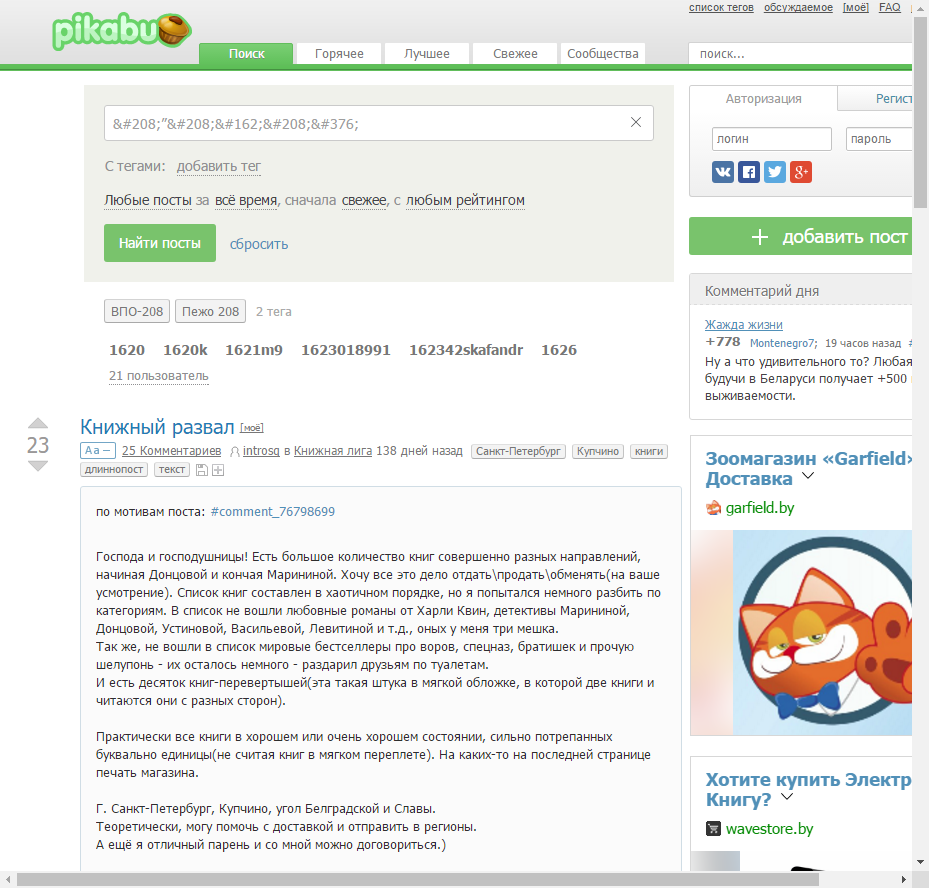 список тегов обсуждаемое [моё] FAQ
pikabu
Поиск Горячее Лучшее Свежее Сообщества поиск...
&#208;”&#208;&#162;&#208;&#376;
С тегами: добавить тег
Любые посты за всё время, сначала свежее, с любым рейтингом
Найти посты сбросить
ВПО-208 Пежо 208 2 тега
1620 1620k 1621m9 1623018991 162342skafandr 1626
21 пользователь
23
Книжный развал [моё]
Aa – 25 Комментариев introsq в Книжная лига 138 дней назад Санкт-Петербург Купчино книги
длиннопост текст
по мотивам поста: #comment_76798699
Господа и господушницы! Есть большое количество книг совершенно разных направлений,
начиная Донцовой и кончая Марининой. Хочу все это дело отдать\продать\обменять(на ваше
усмотрение). Список книг составлен в хаотичном порядке, но я попытался немного разбить по
категориям. В список не вошли любовные романы от Харли Квин, детективы Марининой,
Донцовой, Устиновой, Васильевой, Левитиной и т.д., оных у меня три мешка.
Так же, не вошли в список мировые бестселлеры про воров, спецназ, братишек и прочую
шелупонь - их осталось немного - раздарил друзьям по туалетам.
И есть десяток книг-перевертышей(эта такая штука в мягкой обложке, в которой две книги и
читаются они с разных сторон).
Практически все книги в хорошем или очень хорошем состоянии, сильно потрепанных
буквально единицы(не считая книг в мягком переплете). На каких-то на последней странице
печать магазина.
Г. Санкт-Петербург, Купчино, угол Белградской и Славы.
Теоретически, могу помочь с доставкой и отправить в регионы.
А ещё я отличный парень и со мной можно договориться.)
Авторизация Регист
логин пароль
+ добавить пост
Комментарий дня
Жажда жизни
+778 Montenegro7; 19 часов назад #
Ну а что удивительного то? Любая
будучи в Беларуси получает +500
выживаемости.
Зоомагазин «Garfield»
Доставка
garfield.by
Хотите купить Электр
Книгу?
wavestore.by